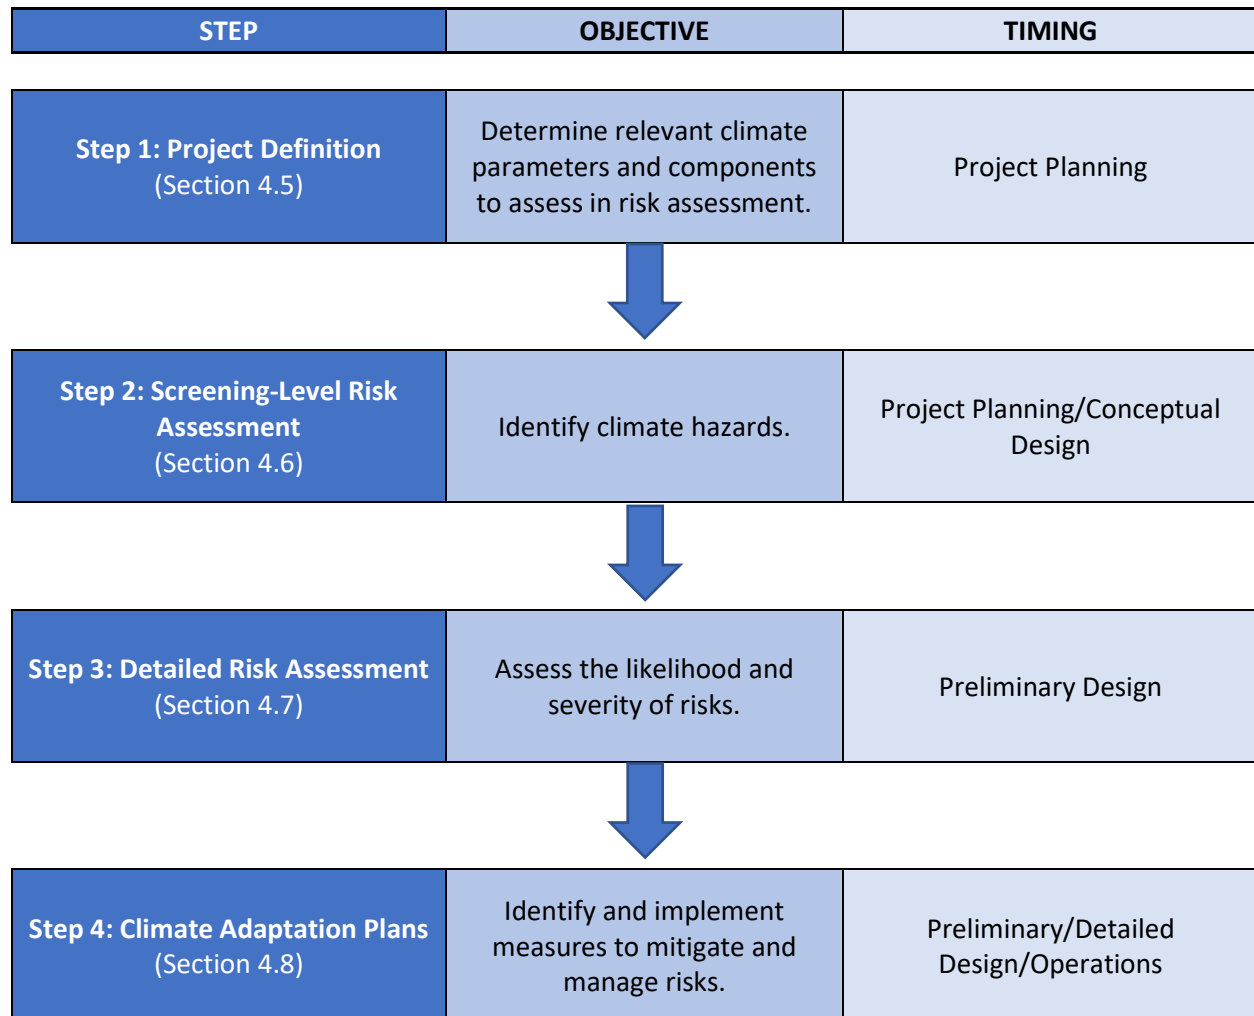 STEP OBJECTIVE TIMING
Step 1: Project Definition
(Section 4.5)
Determine relevant climate
parameters and components
to assess in risk assessment.
Project Planning
Step 2: Screening-Level Risk
Assessment
(Section 4.6)
Identify climate hazards.
Project Planning/Conceptual
Design
Step 3: Detailed Risk Assessment
(Section 4.7)
Assess the likelihood and
severity of risks.
Preliminary Design
Step 4: Climate Adaptation Plans
(Section 4.8)
Identify and implement
measures to mitigate and
manage risks.
Preliminary/Detailed
Design/Operations